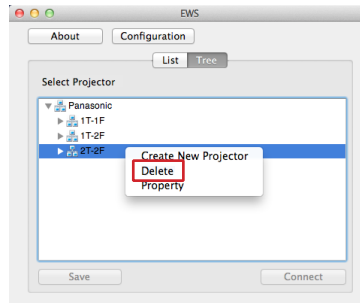 EWS
About Configuration
List Tree
Select Projector
Panasonic
1T-1F
1T-2F
2T-2F
Create New Projector
Delete
Property
Save Connect